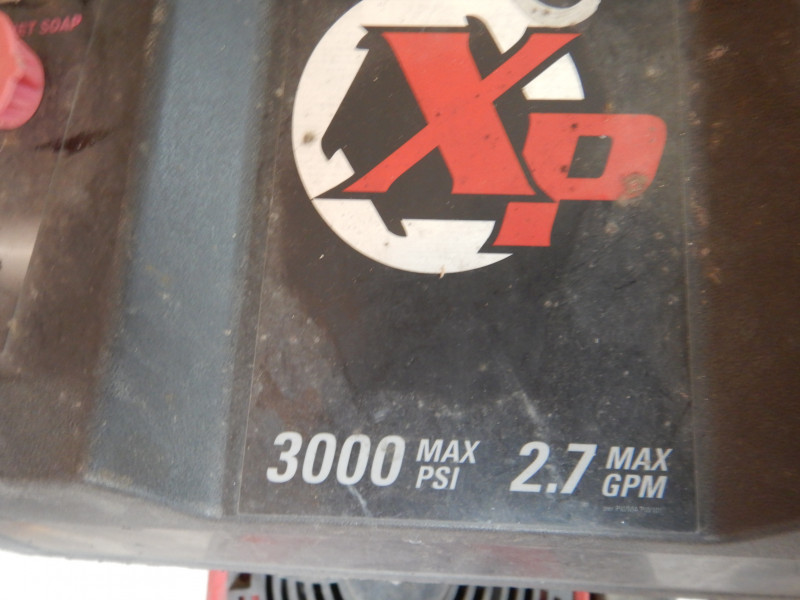 SOAP
XP
3000 MAX PSI
2.7 MAX GPM